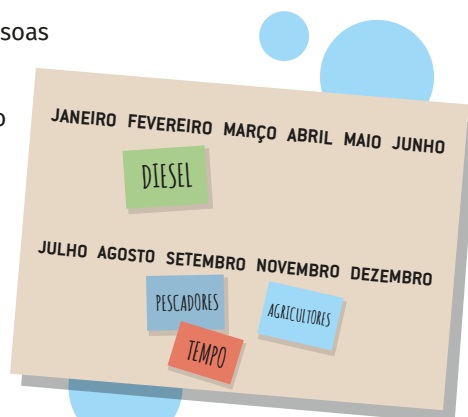 soas
o
JANEIRO FEVEREIRO MARÇO ABRIL MAIO JUNHO
DIESEL
JULHO AGOSTO SETEMBRO NOVEMBRO DEZEMBRO
PESCADORES
AGRICULTORES
TEMPO